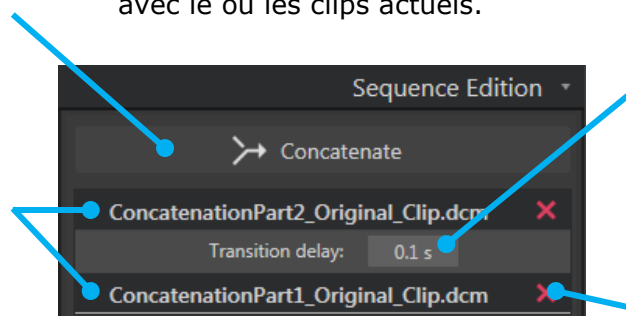 avec le ou les clips actuels.
Sequence Edition
Concatenate
ConcatenationPart2_Original_Clip.dcm
Transition delay: 0.1 s
ConcatenationPart1_Original_Clip.dcm